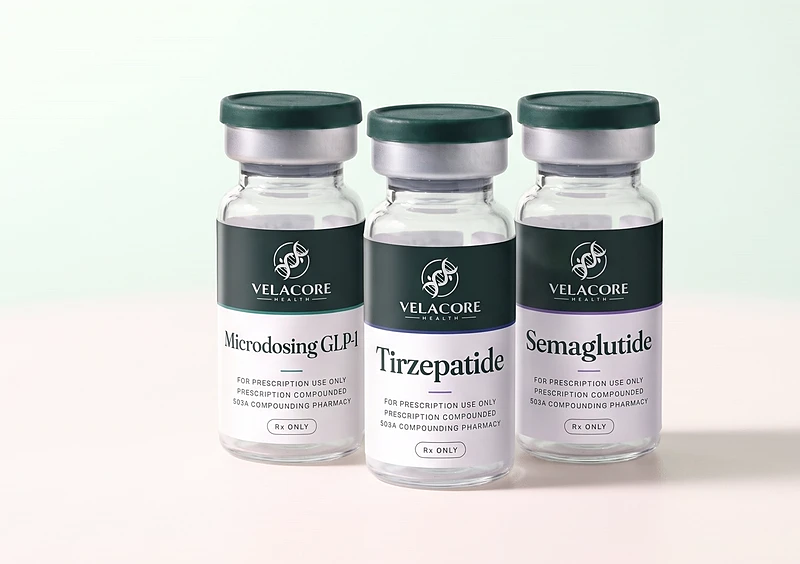 VELACORE
HEALTH
Microdosing GLP-1
FOR PRESCRIPTION USE ONLY
PRESCRIPTION COMPOUNDED
503A COMPOUNDING PHARMACY
Rx ONLY
VELACORE
HEALTH
Tirzepatide
FOR PRESCRIPTION USE ONLY
PRESCRIPTION COMPOUNDED
503A COMPOUNDING PHARMACY
Rx ONLY
VELACORE
HEALTH
Semaglutide
FOR PRESCRIPTION USE ONLY
PRESCRIPTION COMPOUNDED
503A COMPOUNDING PHARMACY
Rx ONLY